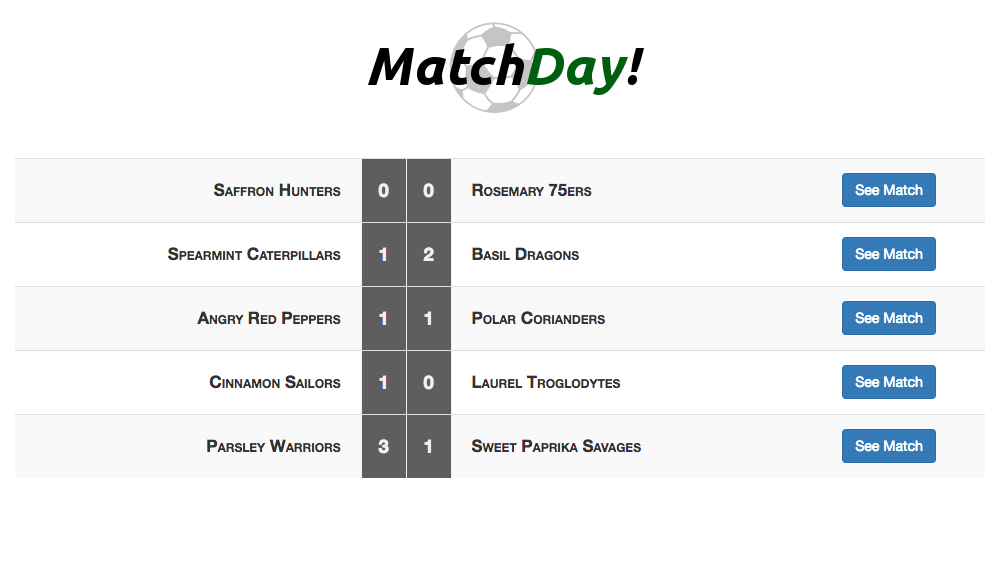 MatchDay!
Saffron Hunters 0 0 Rosemary 75ers See Match
Spearmint Caterpillars 1 2 Basil Dragons See Match
Angry Red Peppers 1 1 Polar Corianders See Match
Cinnamon Sailors 1 0 Laurel Troglodytes See Match
Parsley Warriors 3 1 Sweet Paprika Savages See Match